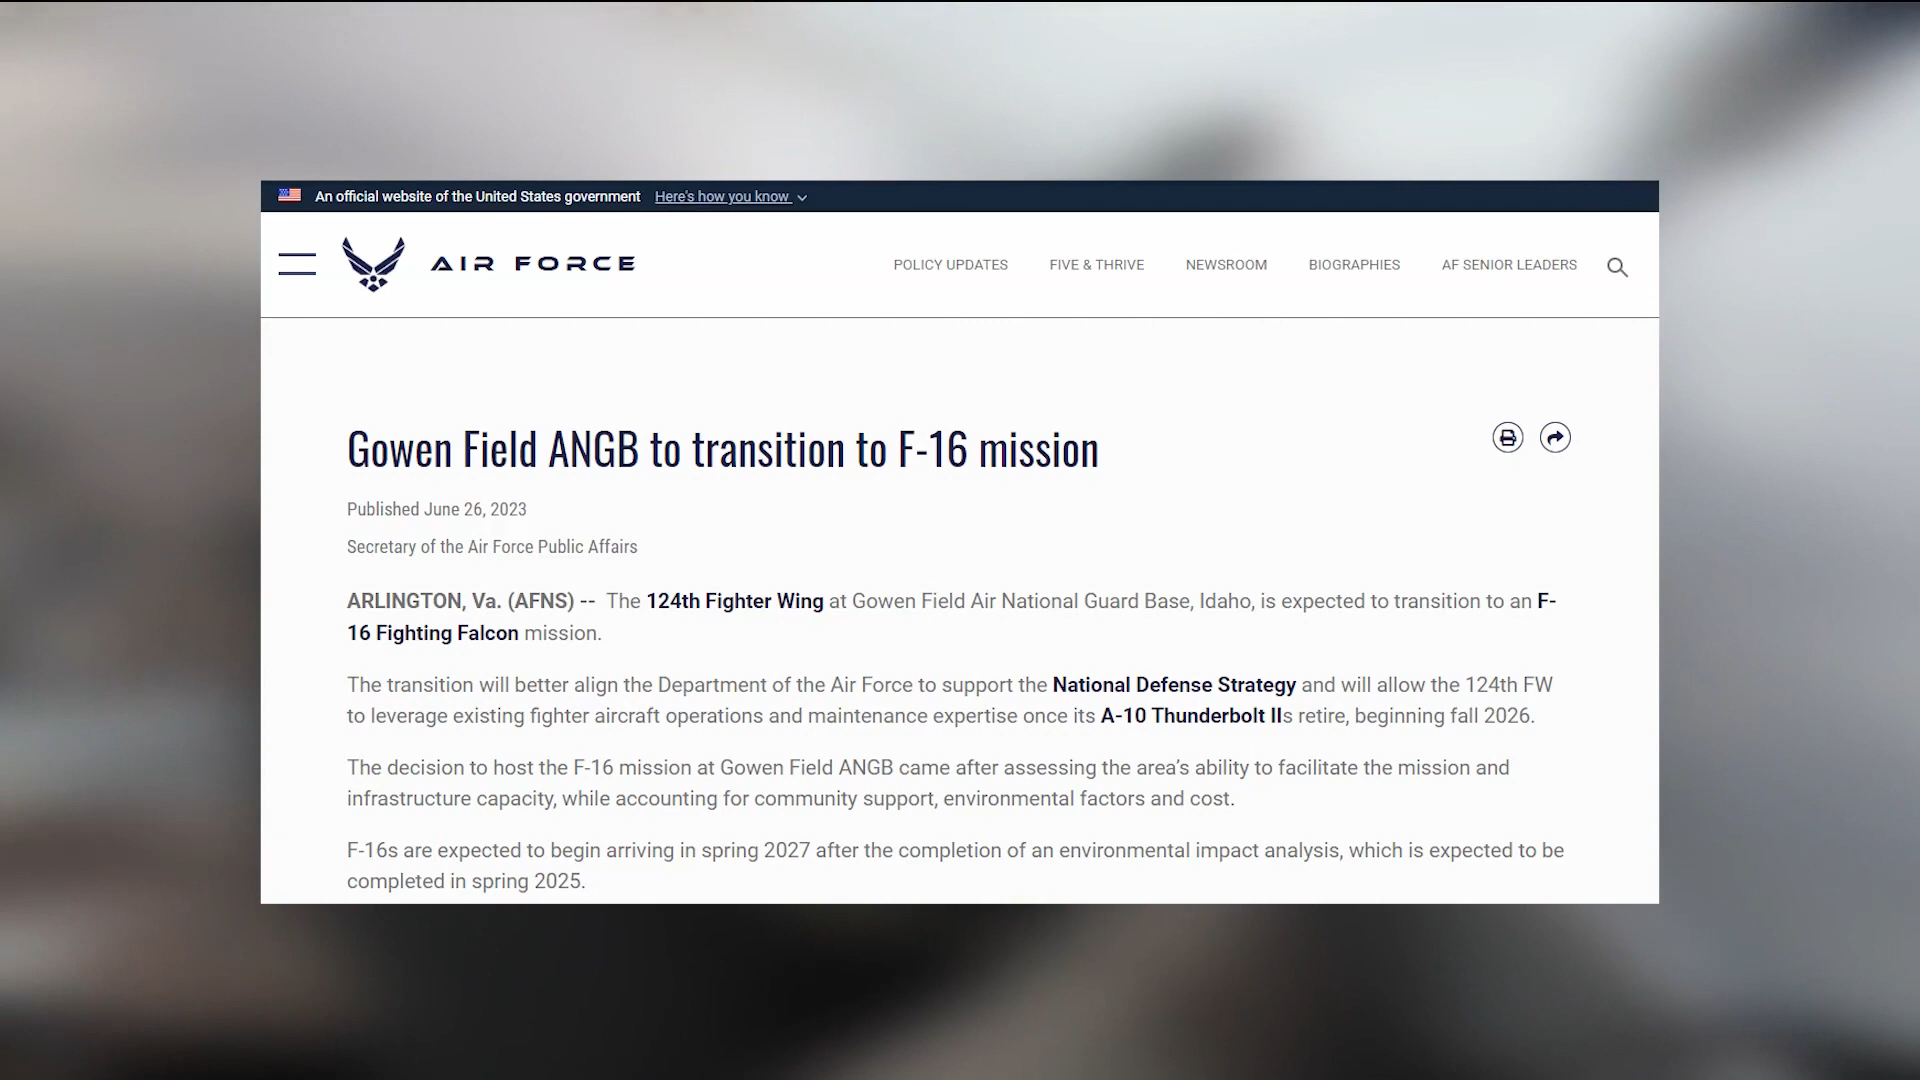 An official website of the United States government Here's how you know
AIR FORCE
POLICY UPDATES FIVE & THRIVE NEWSROOM BIOGRAPHIES AF SENIOR LEADERS
Gowen Field ANGB to transition to F-16 mission
Published June 26, 2023
Secretary of the Air Force Public Affairs
ARLINGTON, Va. (AFNS) -- The 124th Fighter Wing at Gowen Field Air National Guard Base, Idaho, is expected to transition to an F-
16 Fighting Falcon mission.
The transition will better align the Department of the Air Force to support the National Defense Strategy and will allow the 124th FW
to leverage existing fighter aircraft operations and maintenance expertise once its A-10 Thunderbolt IIs retire, beginning fall 2026.
The decision to host the F-16 mission at Gowen Field ANGB came after assessing the area’s ability to facilitate the mission and
infrastructure capacity, while accounting for community support, environmental factors and cost.
F-16s are expected to begin arriving in spring 2027 after the completion of an environmental impact analysis, which is expected to be
completed in spring 2025.